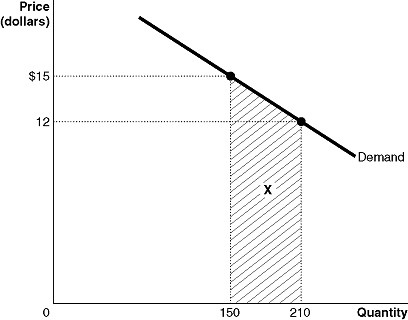 Price
(dollars)
$15
12
Demand
X
0
150
210
Quantity